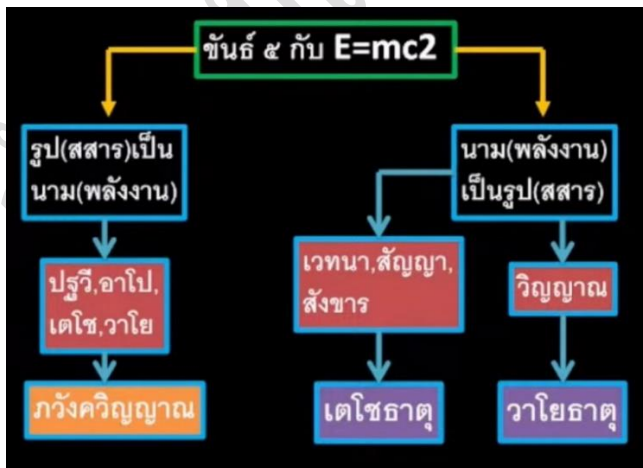 ขันธ์ ๕ กับ E=mc2
รูป(สสาร)เป็น
นาม(พลังงาน)
นาม(พลังงาน)
เป็นรูป(สสาร)
ปฐวี,อาโป,
เตโช,วาโย
เวทนา,สัญญา,
สังขาร
วิญญาณ
ภวังควิญญาณ
เตโชธาตุ
วาโยธาตุ